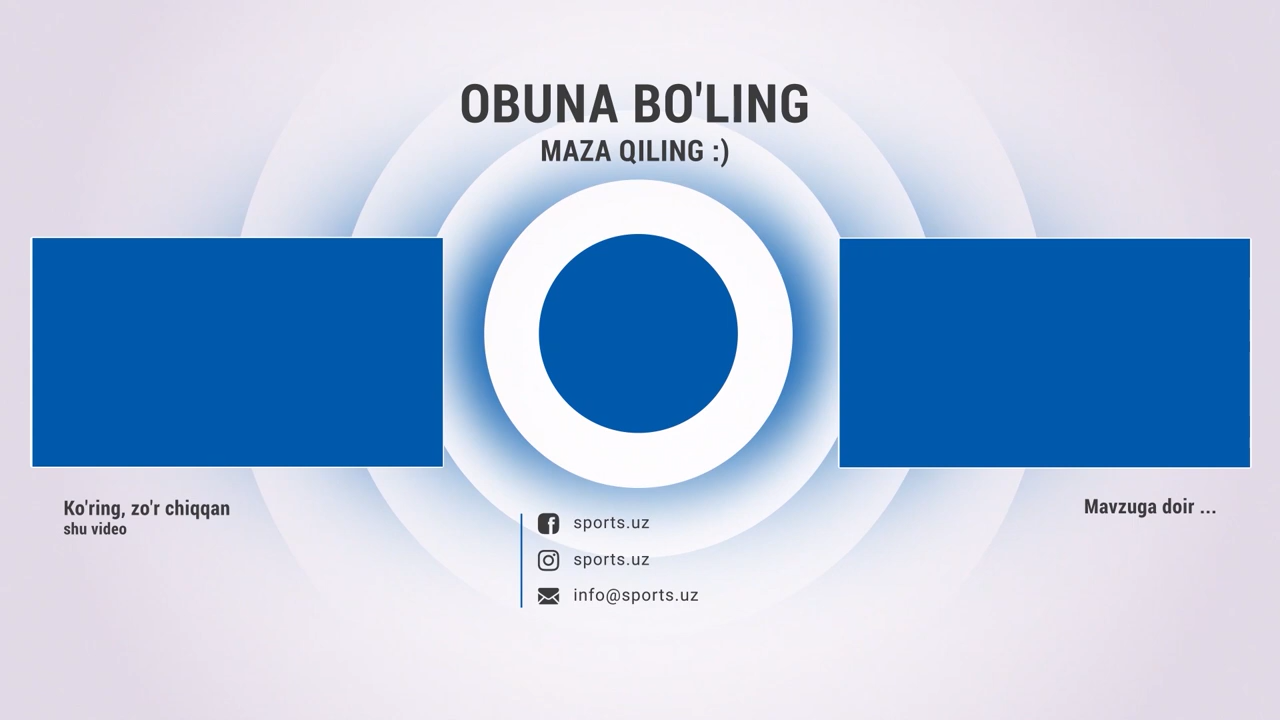 OBUNA BO'LING
MAZA QILING :)
Ko'ring, zo'r chiqqan
shu video
Mavzuga doir ...
sports.uz
sports.uz
info@sports.uz